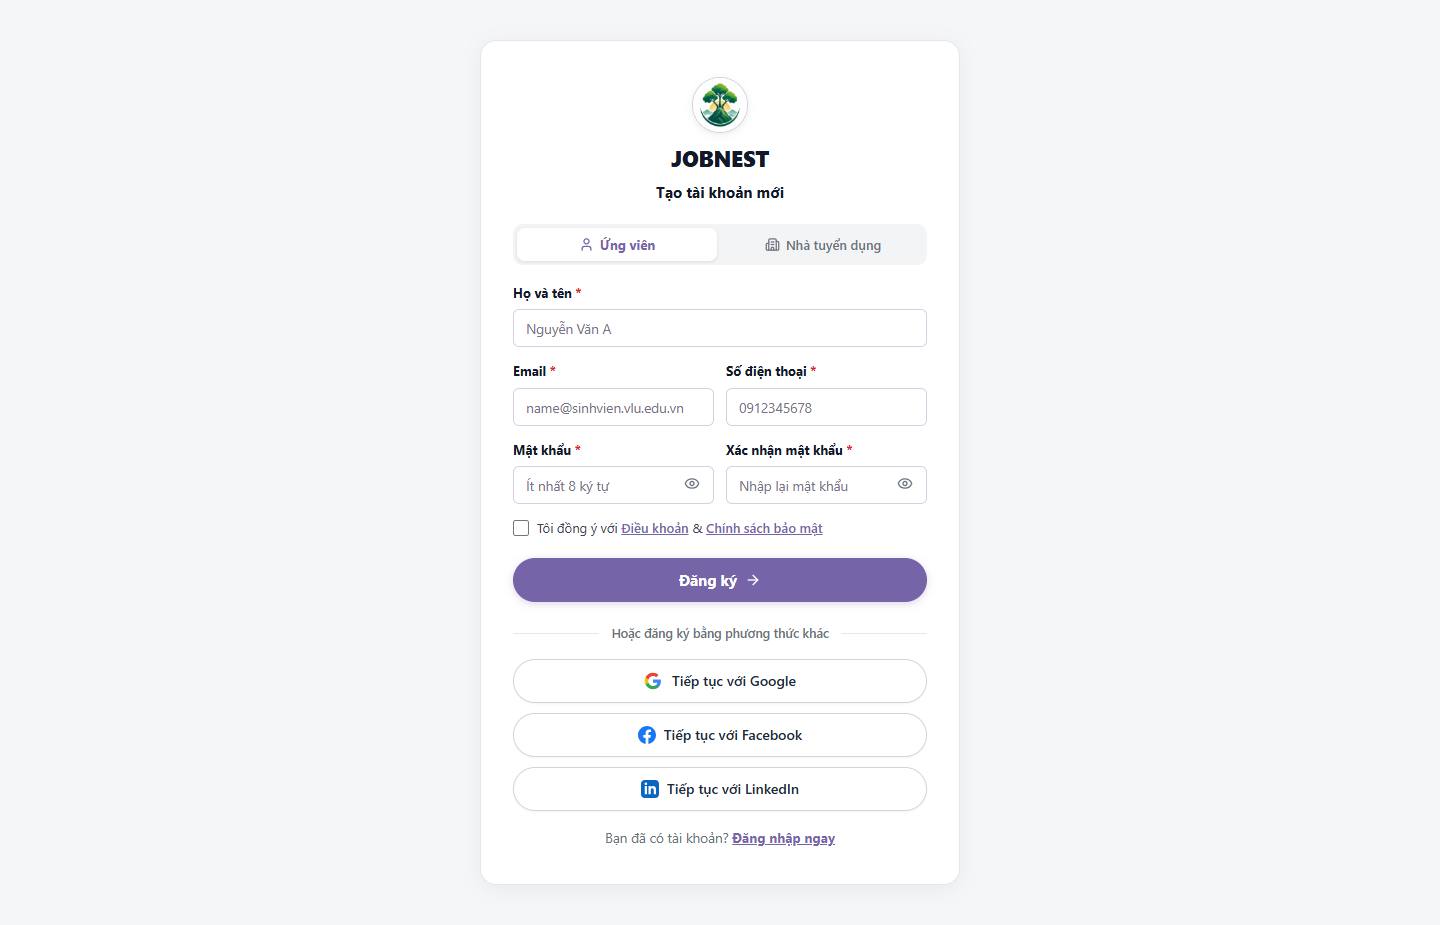 JOBNEST
Tạo tài khoản mới
Ứng viên
Nhà tuyển dụng
Họ và tên *
Nguyễn Văn A
Email *
Số điện thoại *
name@sinhvien.vlu.edu.vn
0912345678
Mật khẩu *
Xác nhận mật khẩu *
Ít nhất 8 ký tự
Nhập lại mật khẩu
Tôi đồng ý với Điều khoản & Chính sách bảo mật
Đăng ký →
Hoặc đăng ký bằng phương thức khác
Tiếp tục với Google
Tiếp tục với Facebook
Tiếp tục với LinkedIn
Bạn đã có tài khoản? Đăng nhập ngay